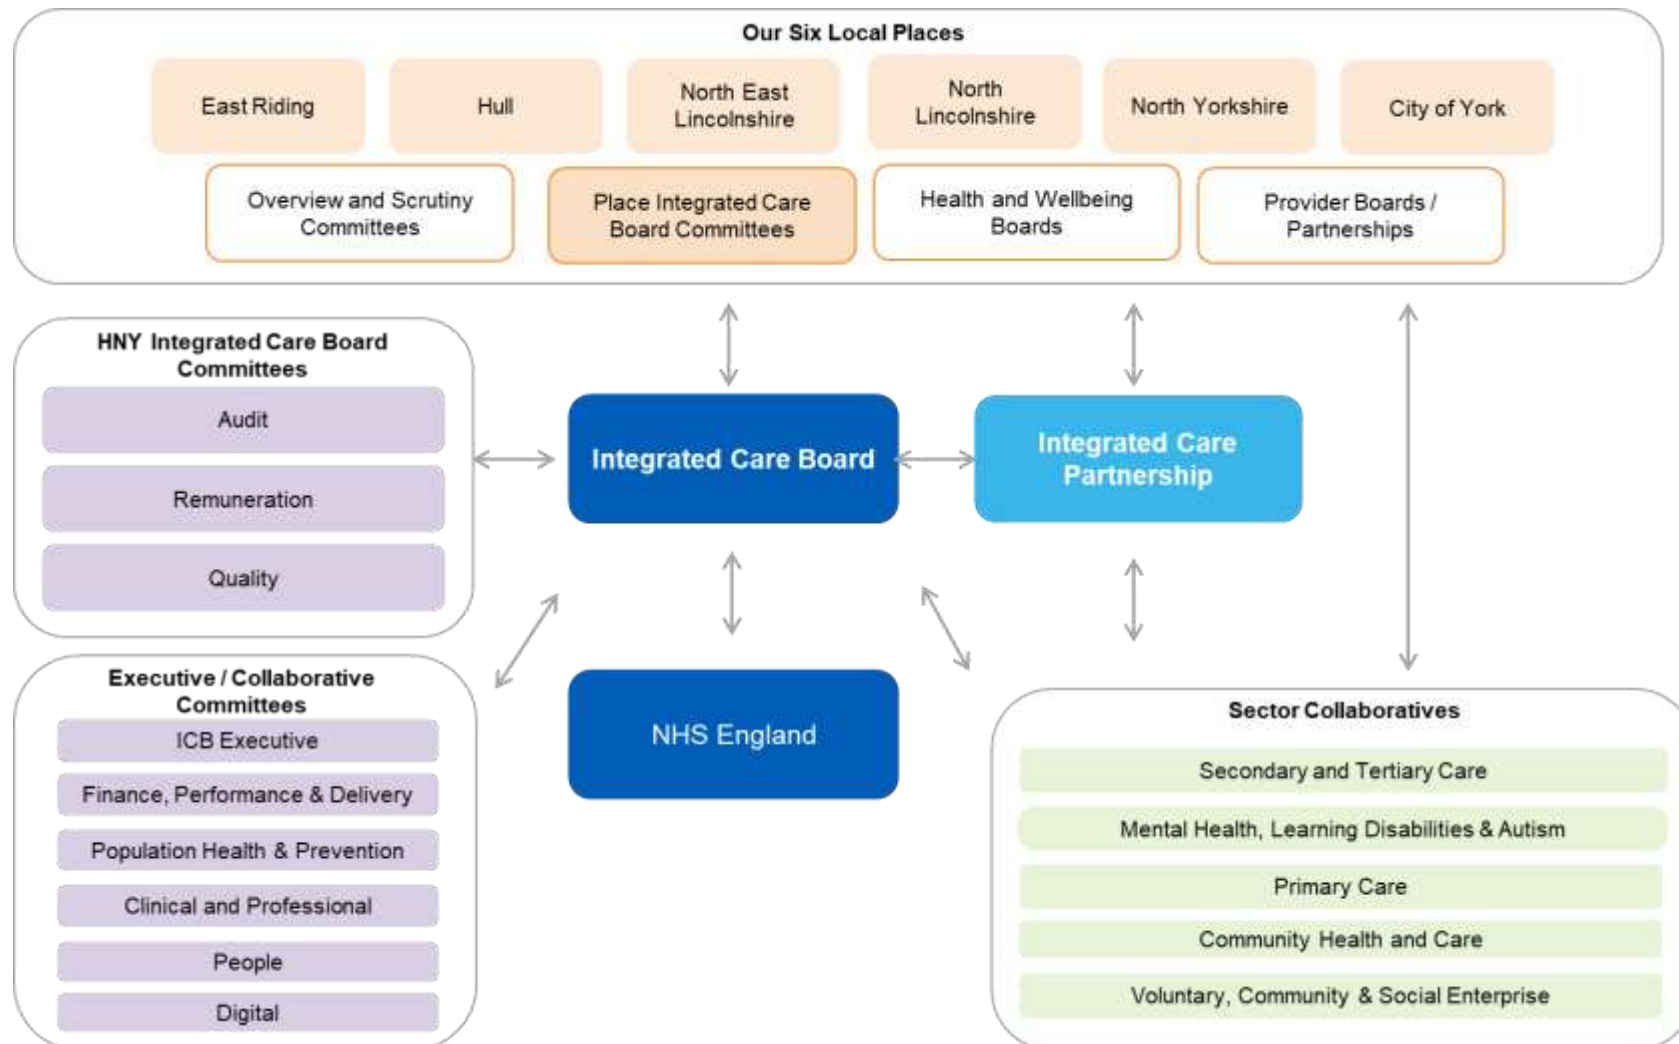 Our Six Local Places
East Riding
Hull
North East
Lincolnshire
North
Lincolnshire
North Yorkshire
City of York
Overview and Scrutiny
Committees
Place Integrated Care
Board Committees
Health and Wellbeing
Boards
Provider Boards /
Partnerships
HNY Integrated Care Board
Committees
Audit
Remuneration
Quality
Integrated Care Board
Integrated Care
Partnership
Executive / Collaborative
Committees
ICB Executive
Finance, Performance & Delivery
Population Health & Prevention
Clinical and Professional
People
Digital
NHS England
Sector Collaboratives
Secondary and Tertiary Care
Mental Health, Learning Disabilities & Autism
Primary Care
Community Health and Care
Voluntary, Community & Social Enterprise